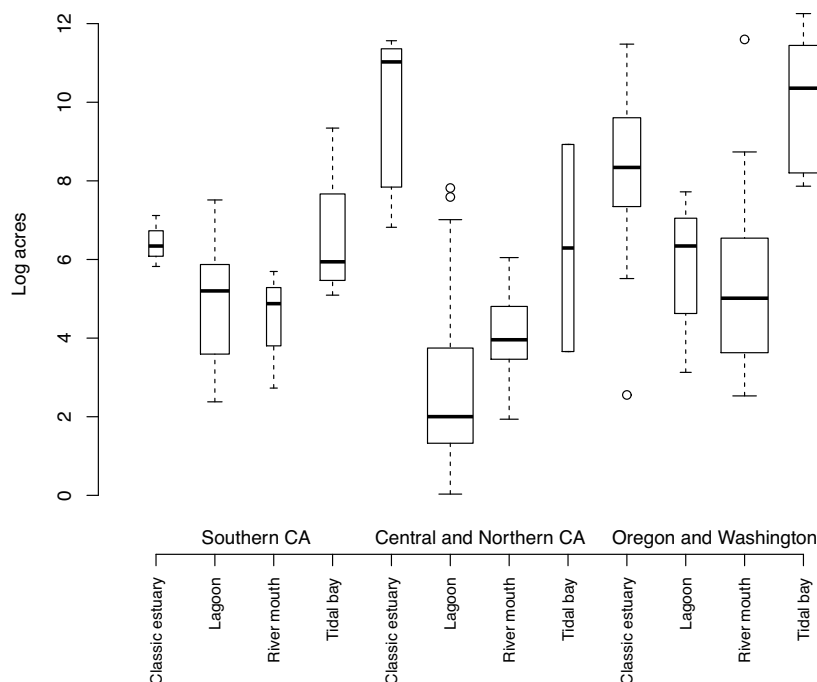 Log acres
12
10
8
6
4
2
0
Southern CA
Central and Northern CA
Oregon and Washington
Classic estuary
Lagoon
River mouth
Tidal bay
Classic estuary
Lagoon
River mouth
Tidal bay
Classic estuary
Lagoon
River mouth
Tidal bay